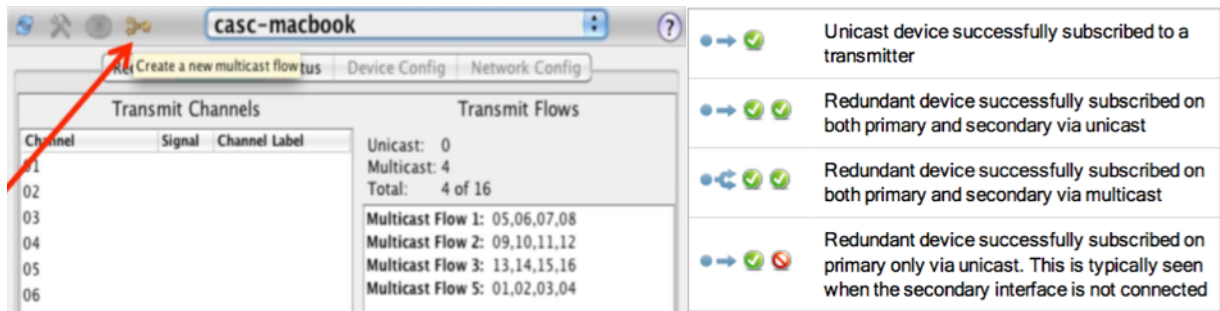 casc-macbook
?
Create a new multicast flow
tus
Device Config
Network Config
Transmit Channels
Channel Signal Channel Label
01
02
03
04
05
06
Transmit Flows
Unicast: 0
Multicast: 4
Total: 4 of 16
Multicast Flow 1: 05,06,07,08
Multicast Flow 2: 09,10,11,12
Multicast Flow 3: 13,14,15,16
Multicast Flow 5: 01,02,03,04
Unicast device successfully subscribed to a
transmitter
Redundant device successfully subscribed on
both primary and secondary via unicast
Redundant device successfully subscribed on
both primary and secondary via multicast
Redundant device successfully subscribed on
primary only via unicast. This is typically seen
when the secondary interface is not connected